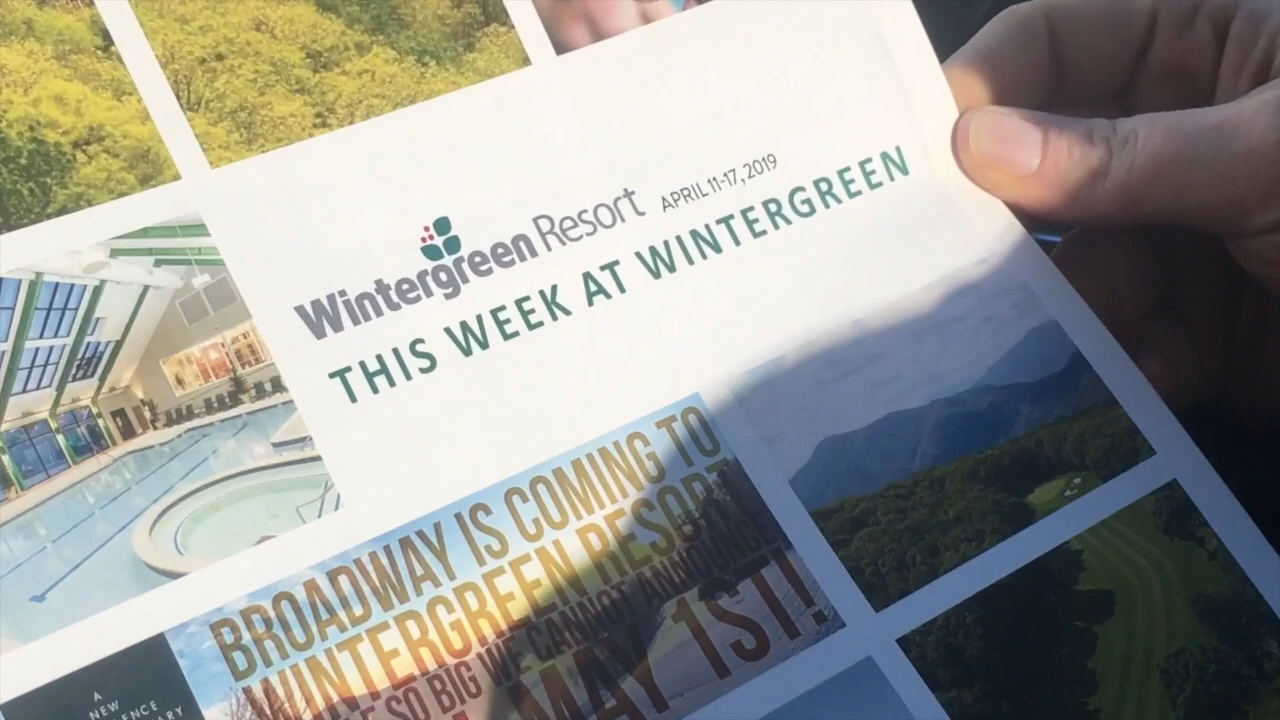 Wintergreen Resort APRIL 11-17, 2019
THIS WEEK AT WINTERGREEN
BROADWAY IS COMING TO
WINTERGREEN RESORT
SO BIG WE CANNOT ANNOUNCE
MAY 1ST!
A
NEW